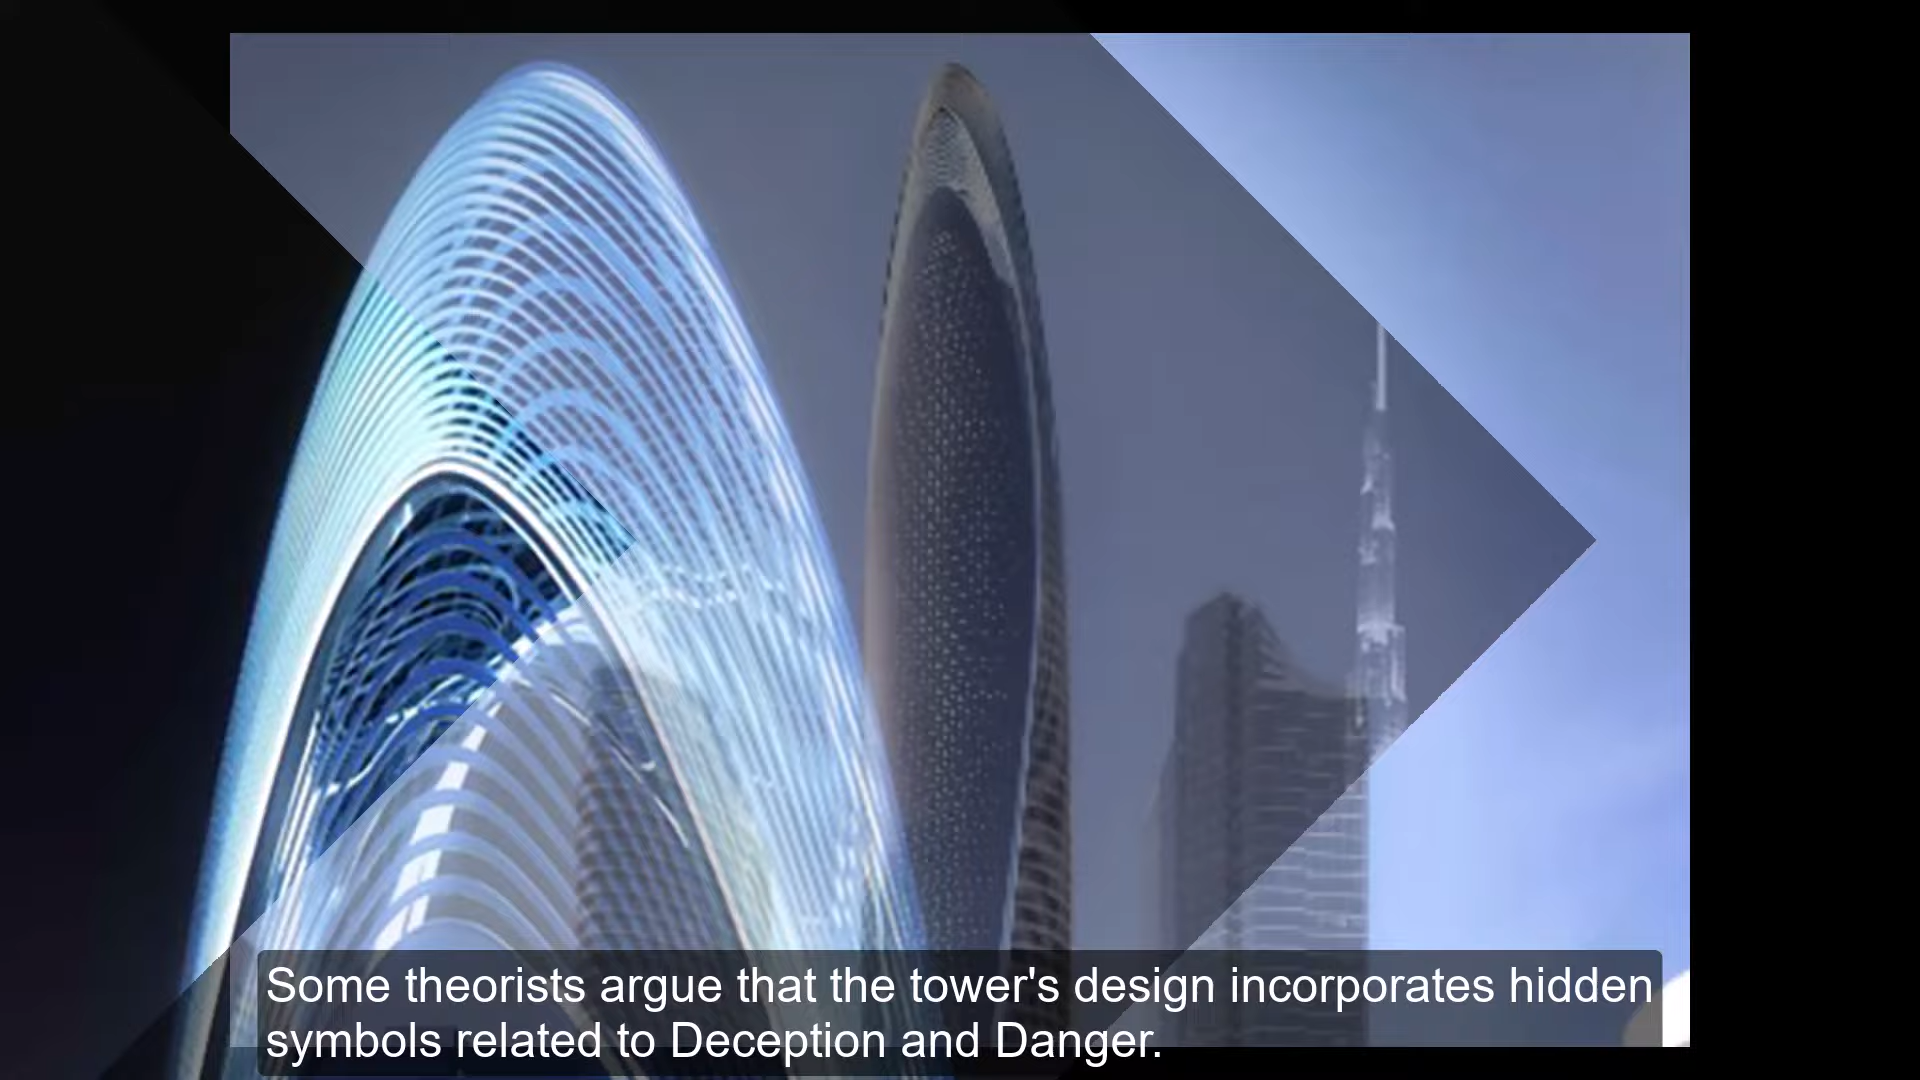 Some theorists argue that the tower's design incorporates hidden
symbols related to Deception and Danger.